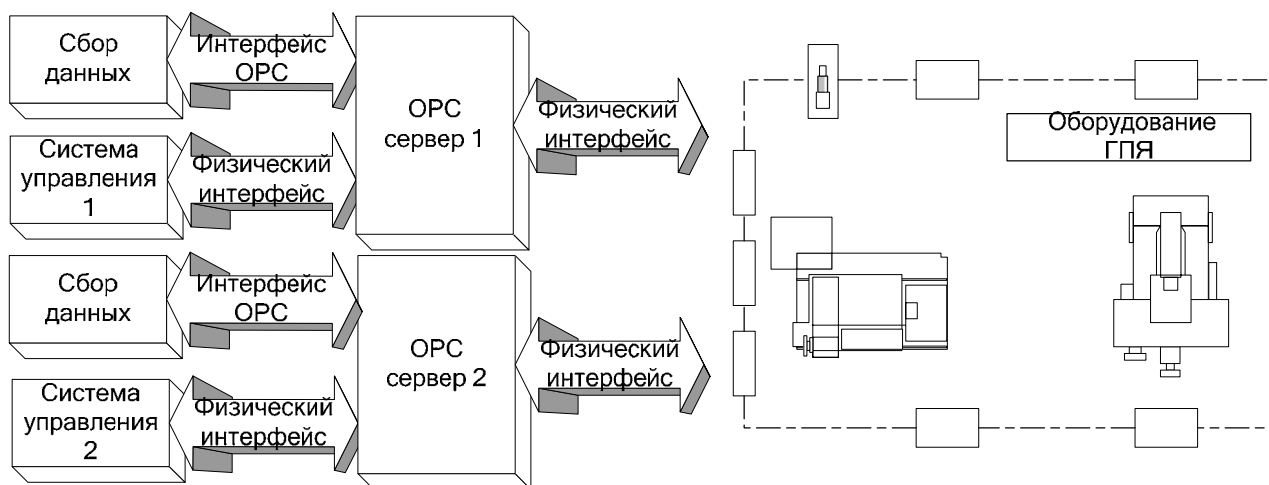 Сбор
данных
Интерфейс
OPC
OPC
сервер 1
Физический
интерфейс
Система
управления
1
Физический
интерфейс
Сбор
данных
Интерфейс
OPC
OPC
сервер 2
Физический
интерфейс
Система
управления
2
Физический
интерфейс
Оборудование
ГПЯ